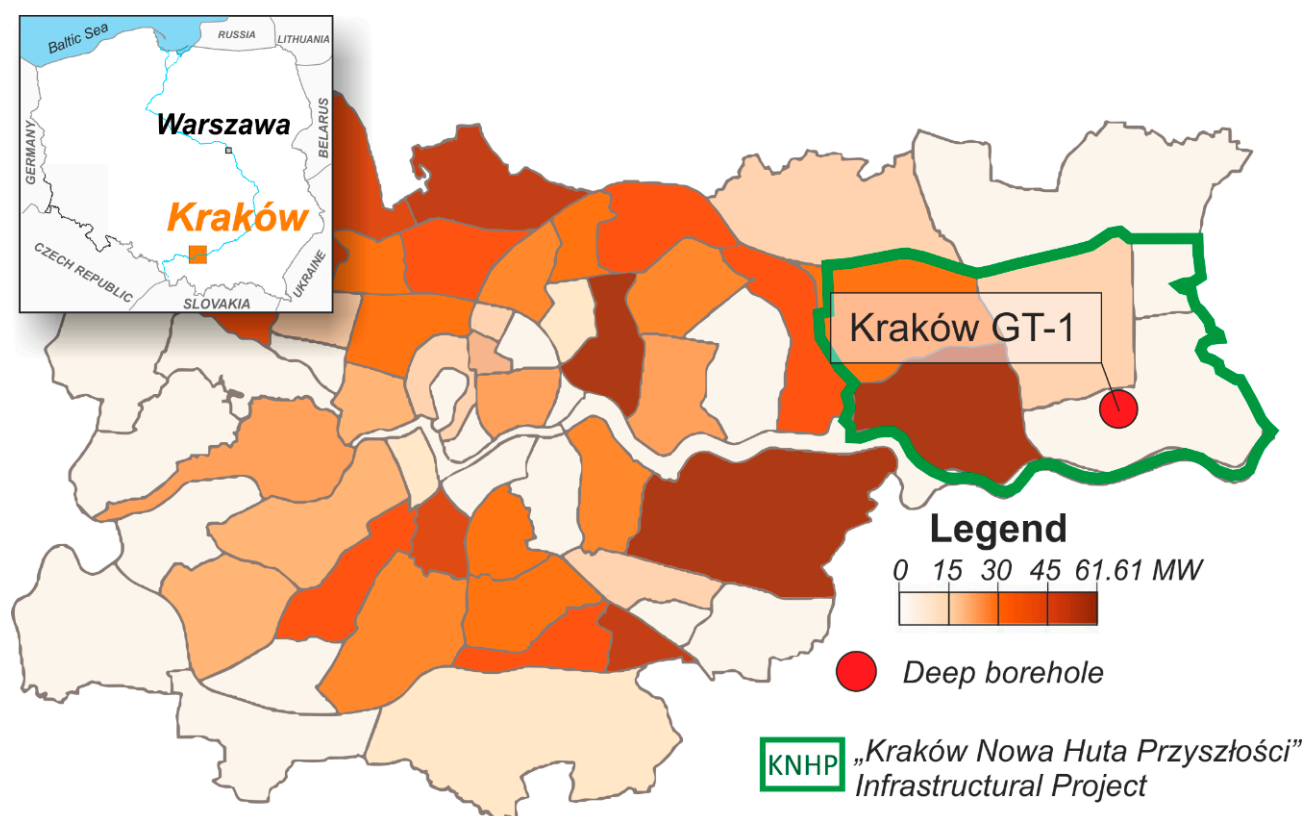 Baltic Sea
RUSSIA
LITHUANIA
Warszawa
BELARUS
GERMANY
Kraków
CZECH REPUBLIC
SLOVAKIA
UKRAINE
Kraków GT-1
Legend
0 15 30 45 61.61 MW
Deep borehole
KNHP
„Kraków Nowa Huta Przyszłości”
Infrastructural Project